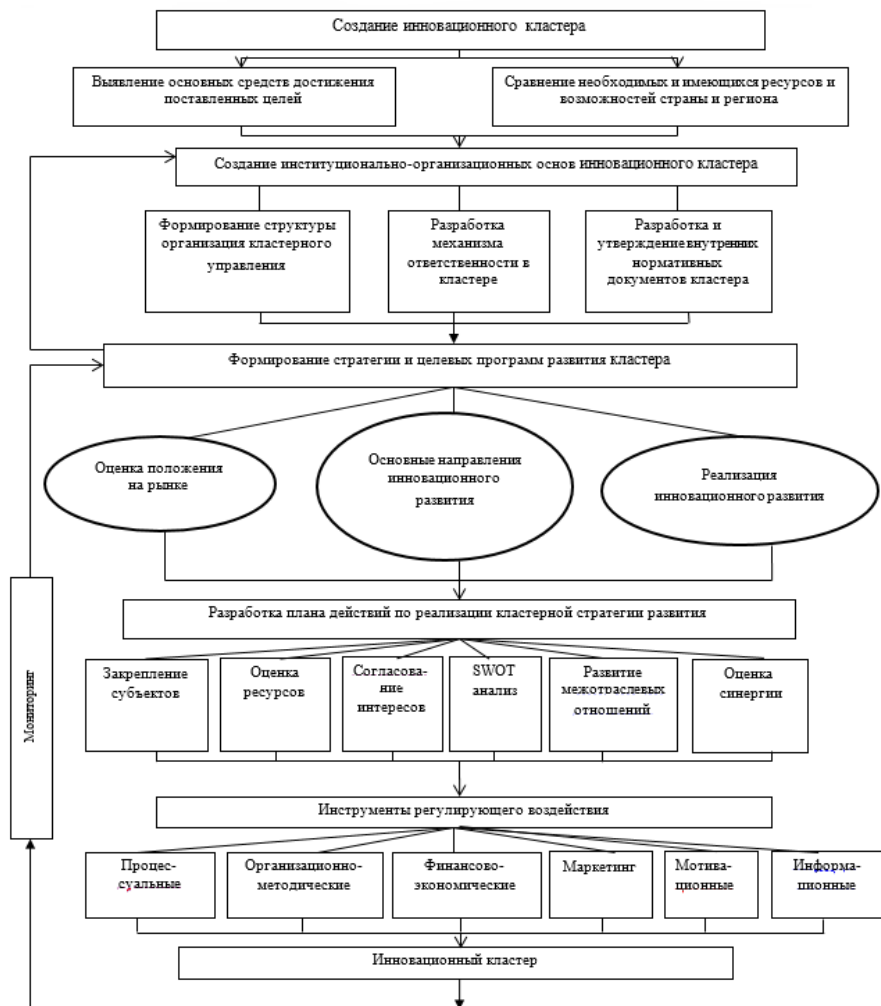 Создание инновационного кластера
Выявление основных средств достижения
поставленных целей
Сравнение необходимых и имеющихся ресурсов и
возможностей страны и региона
Создание институционально-организационных основ инновационного кластера
Формирование структуры
организация кластерного
управления
Разработка
механизма
ответственности в
кластере
Разработка и
утверждение внутренних
нормативных
документов кластера
Формирование стратегии и целевых программ развития кластера
Оценка положения
на рынке
Основные направления
инновационного
развития
Реализация
инновационного развития
Мониторинг
Разработка плана действий по реализации кластерной стратегии развития
Закрепление
субъектов
Оценка
ресурсов
Согласова-
ние
интересов
SWOT
анализ
Развитие
межотраслевых
отношений
Оценка
синергии
Инструменты регулирующего воздействия
Процес-
суальные
Организационно-
методические
Финансово-
экономические
Маркетинг
Мотива-
ционные
Информа-
ционные
Инновационный кластер